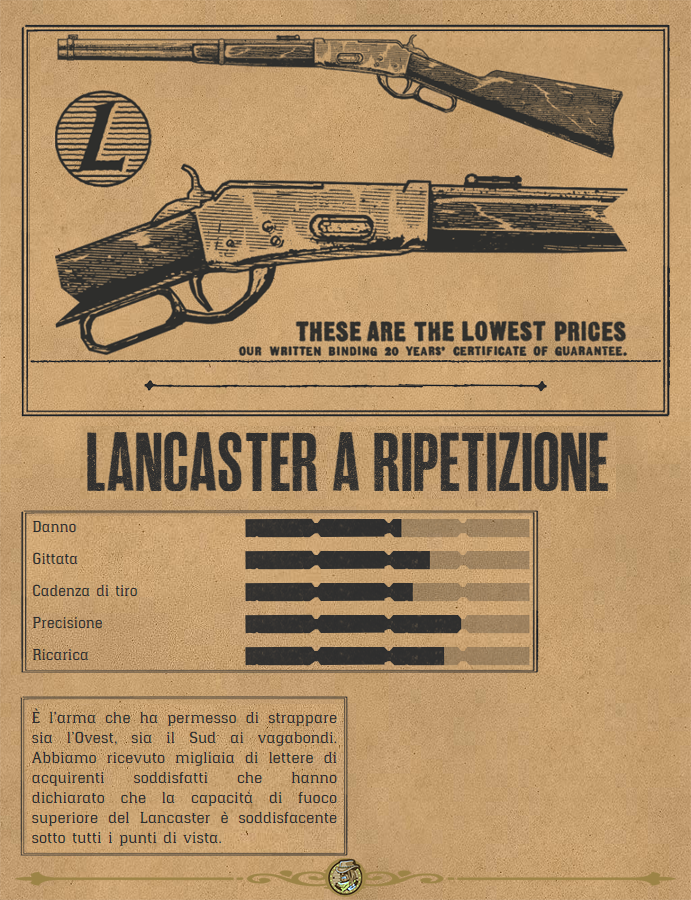 L
THESE ARE THE LOWEST PRICES
OUR WRITTEN BINDING 20 YEARS' CERTIFICATE OF GUARANTEE.
LANCASTER A RIPETIZIONE
Danno
Gittata
Cadenza di tiro
Precisione
Ricarica
È l'arma che ha permesso di strappare
sia l'Ovest, sia il Sud ai vagabondi.
Abbiamo ricevuto migliaia di lettere di
acquirenti soddisfatti che hanno
dichiarato che la capacità di fuoco
superiore del Lancaster è soddisfacente
sotto tutti i punti di vista.